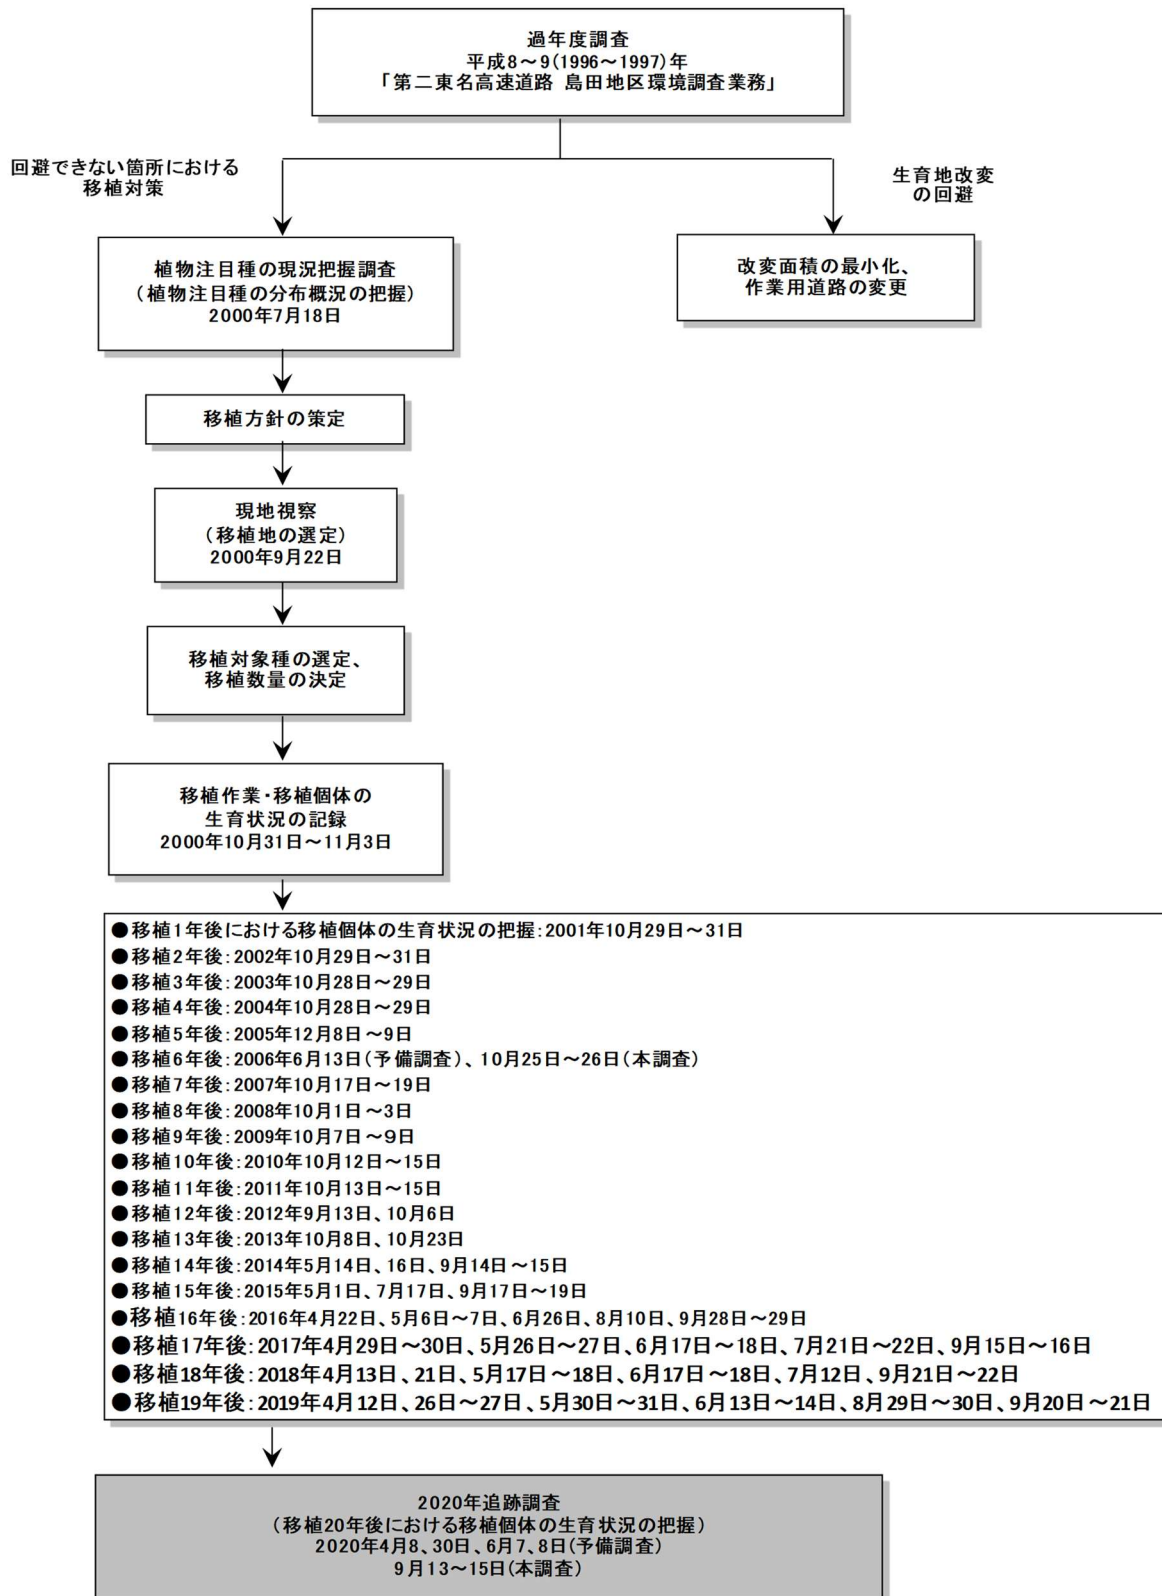 過年度調査
平成8～9(1996～1997)年
「第二東名高速道路 島田地区環境調査業務」
回避できない箇所における
移植対策
生育地改変
の回避
植物注目種の現況把握調査
(植物注目種の分布概況の把握)
2000年7月18日
改変面積の最小化、
作業用道路の変更
移植方針の策定
現地視察
(移植地の選定)
2000年9月22日
移植対象種の選定、
移植数量の決定
移植作業・移植個体の
生育状況の記録
2000年10月31日～11月3日
●移植1年後における移植個体の生育状況の把握:2001年10月29日～31日
●移植2年後:2002年10月29日～31日
●移植3年後:2003年10月28日～29日
●移植4年後:2004年10月28日～29日
●移植5年後:2005年12月8日～9日
●移植6年後:2006年6月13日(予備調査)、10月25日～26日(本調査)
●移植7年後:2007年10月17日～19日
●移植8年後:2008年10月1日～3日
●移植9年後:2009年10月7日～９日
●移植10年後:2010年10月12日～15日
●移植11年後:2011年10月13日～15日
●移植12年後:2012年9月13日、10月6日
●移植13年後:2013年10月8日、10月23日
●移植14年後:2014年5月14日、16日、9月14日～15日
●移植15年後:2015年5月1日、7月17日、9月17日～19日
●移植16年後:2016年4月22日、5月6日～7日、6月26日、8月10日、9月28日～29日
●移植17年後:2017年4月29日～30日、5月26日～27日、6月17日～18日、7月21日～22日、9月15日～16日
●移植18年後:2018年4月13日、21日、5月17日～18日、6月17日～18日、7月12日、9月21日～22日
●移植19年後:2019年4月12日、26日～27日、5月30日～31日、6月13日～14日、8月29日～30日、9月20日～21日
2020年追跡調査
(移植20年後における移植個体の生育状況の把握)
2020年4月8、30日、6月7、8日(予備調査)
9月13～15日(本調査)